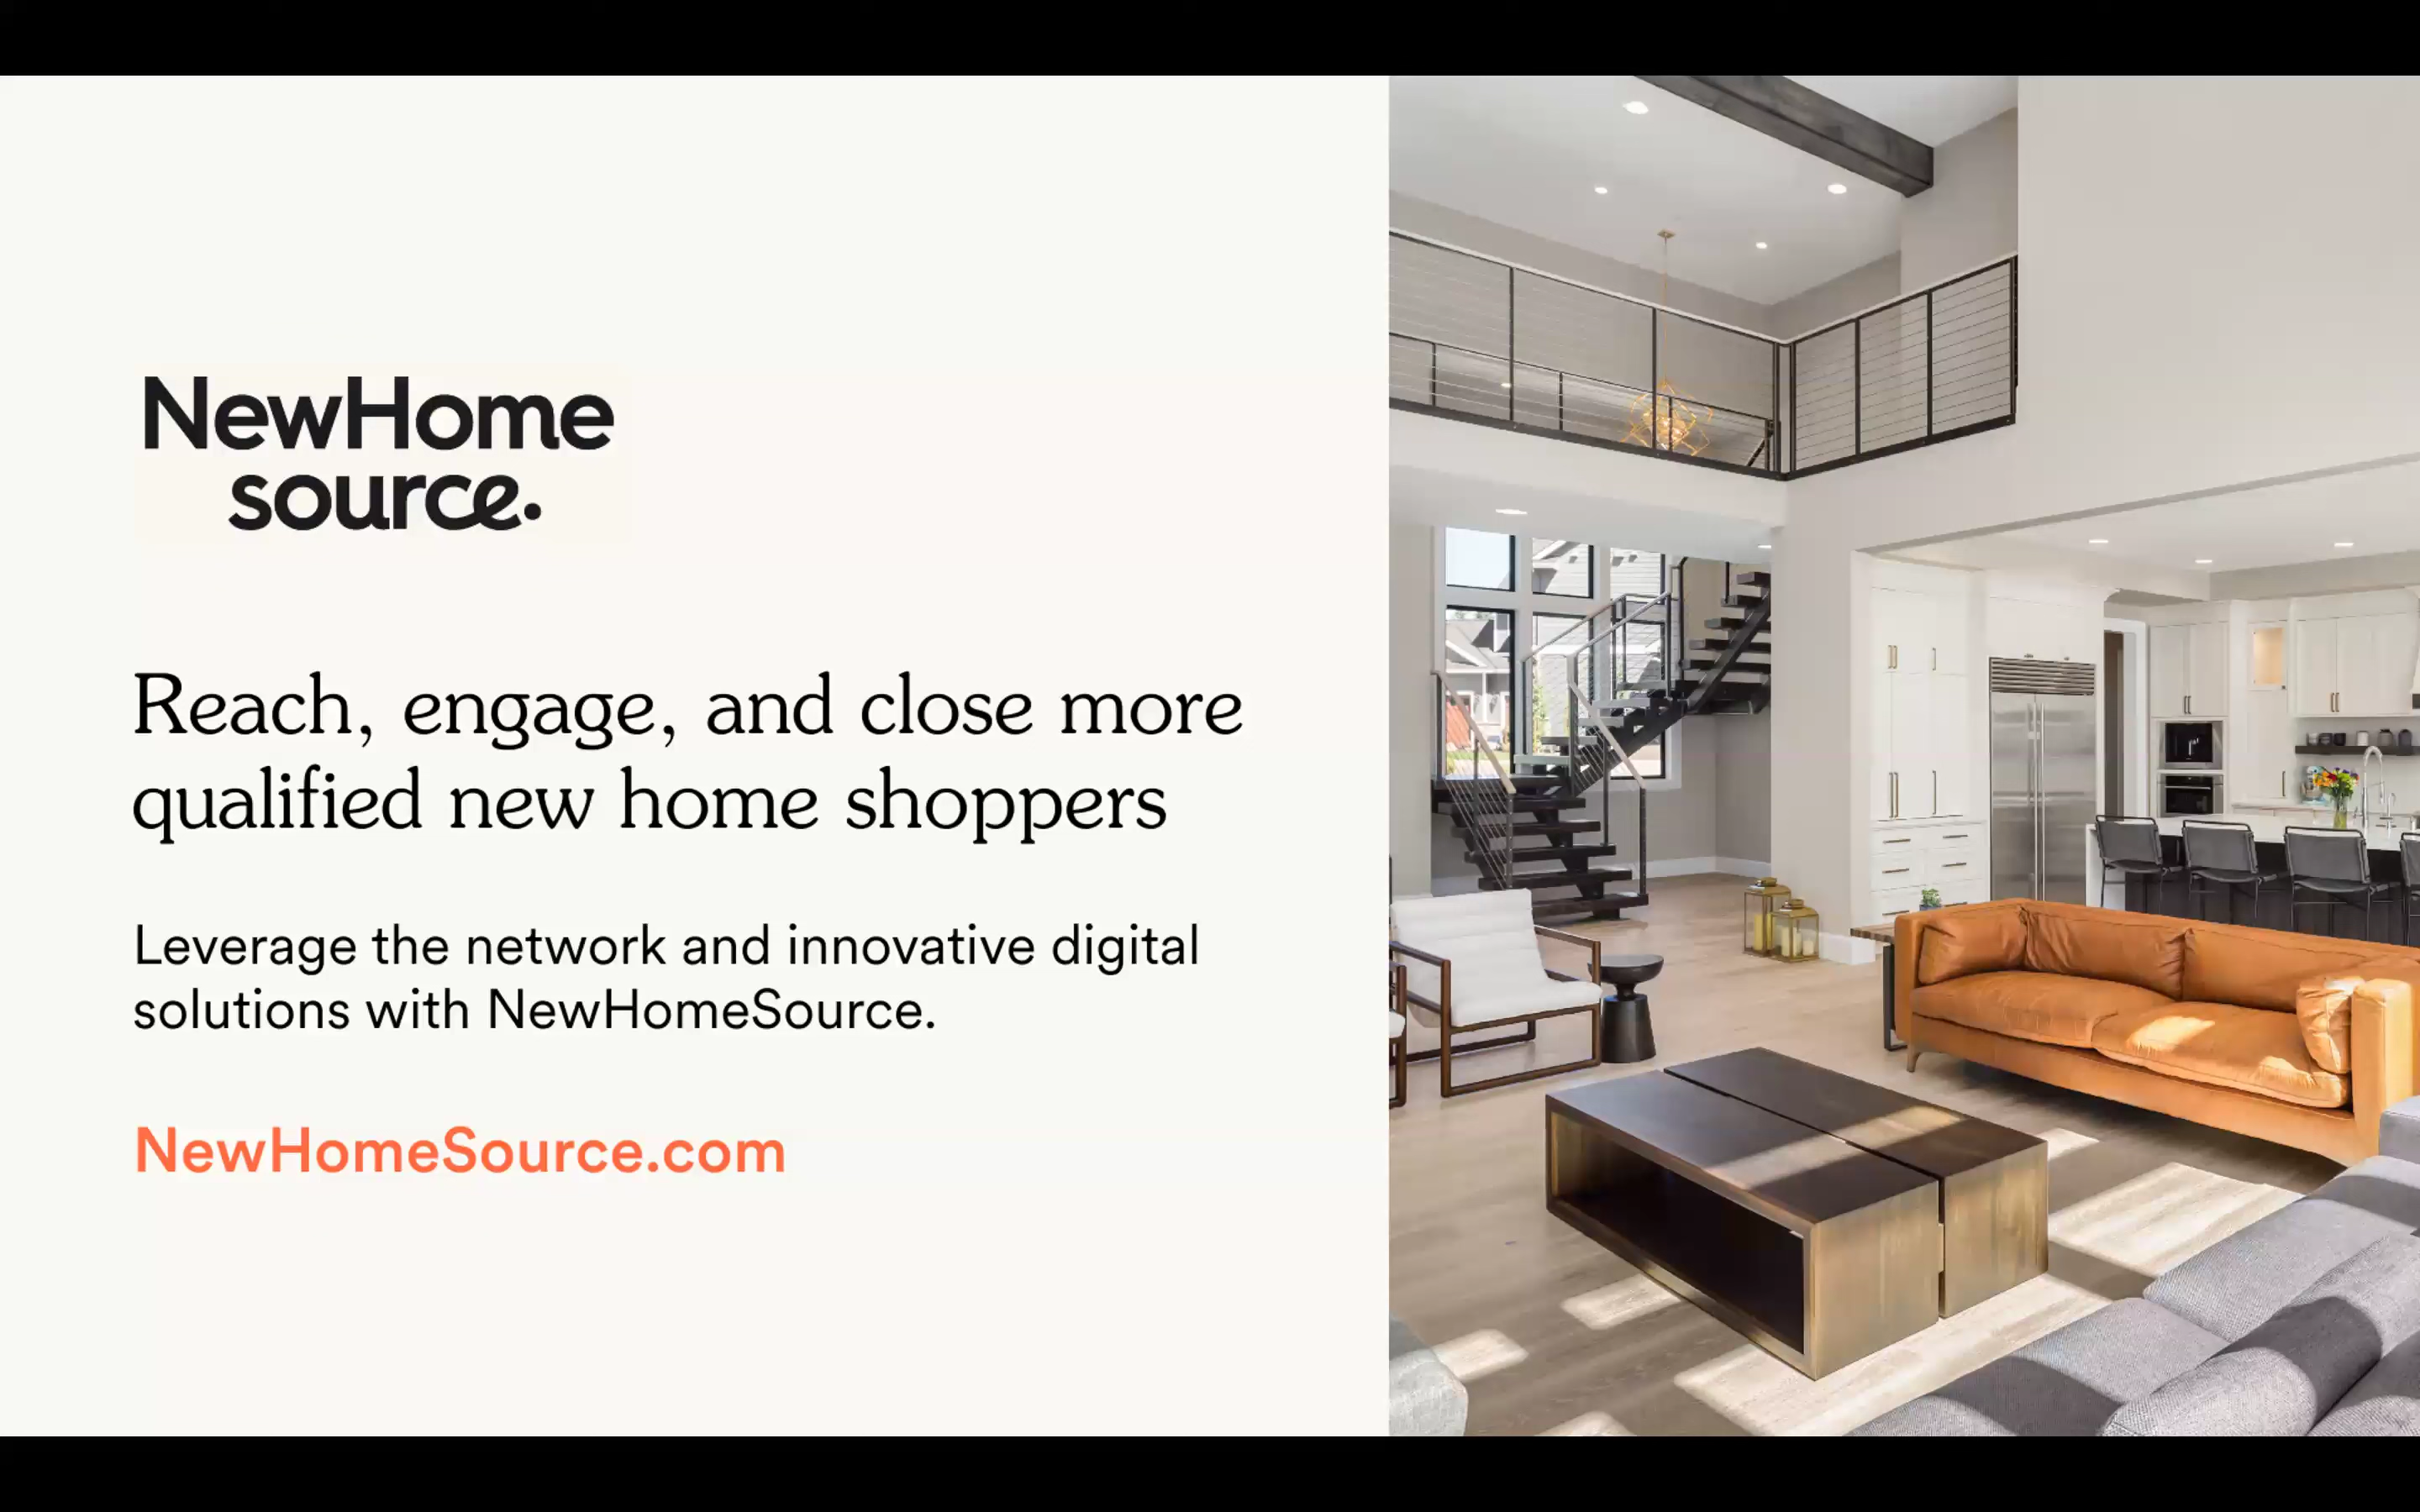 NewHome
source.
Reach, engage, and close more
qualified new home shoppers
Leverage the network and innovative digital
solutions with NewHomeSource.
NewHomeSource.com